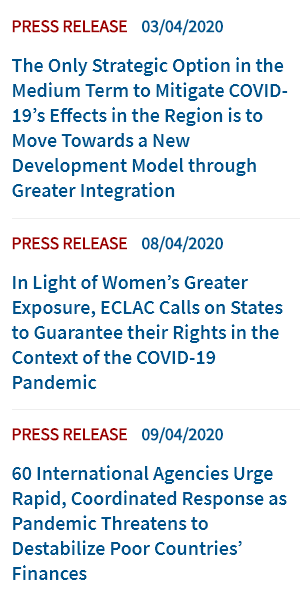 PRESS RELEASE 03/04/2020
The Only Strategic Option in the
Medium Term to Mitigate COVID-
19’s Effects in the Region is to
Move Towards a New
Development Model through
Greater Integration
PRESS RELEASE 08/04/2020
In Light of Women’s Greater
Exposure, ECLAC Calls on States
to Guarantee their Rights in the
Context of the COVID-19
Pandemic
PRESS RELEASE 09/04/2020
60 International Agencies Urge
Rapid, Coordinated Response as
Pandemic Threatens to
Destabilize Poor Countries’
Finances